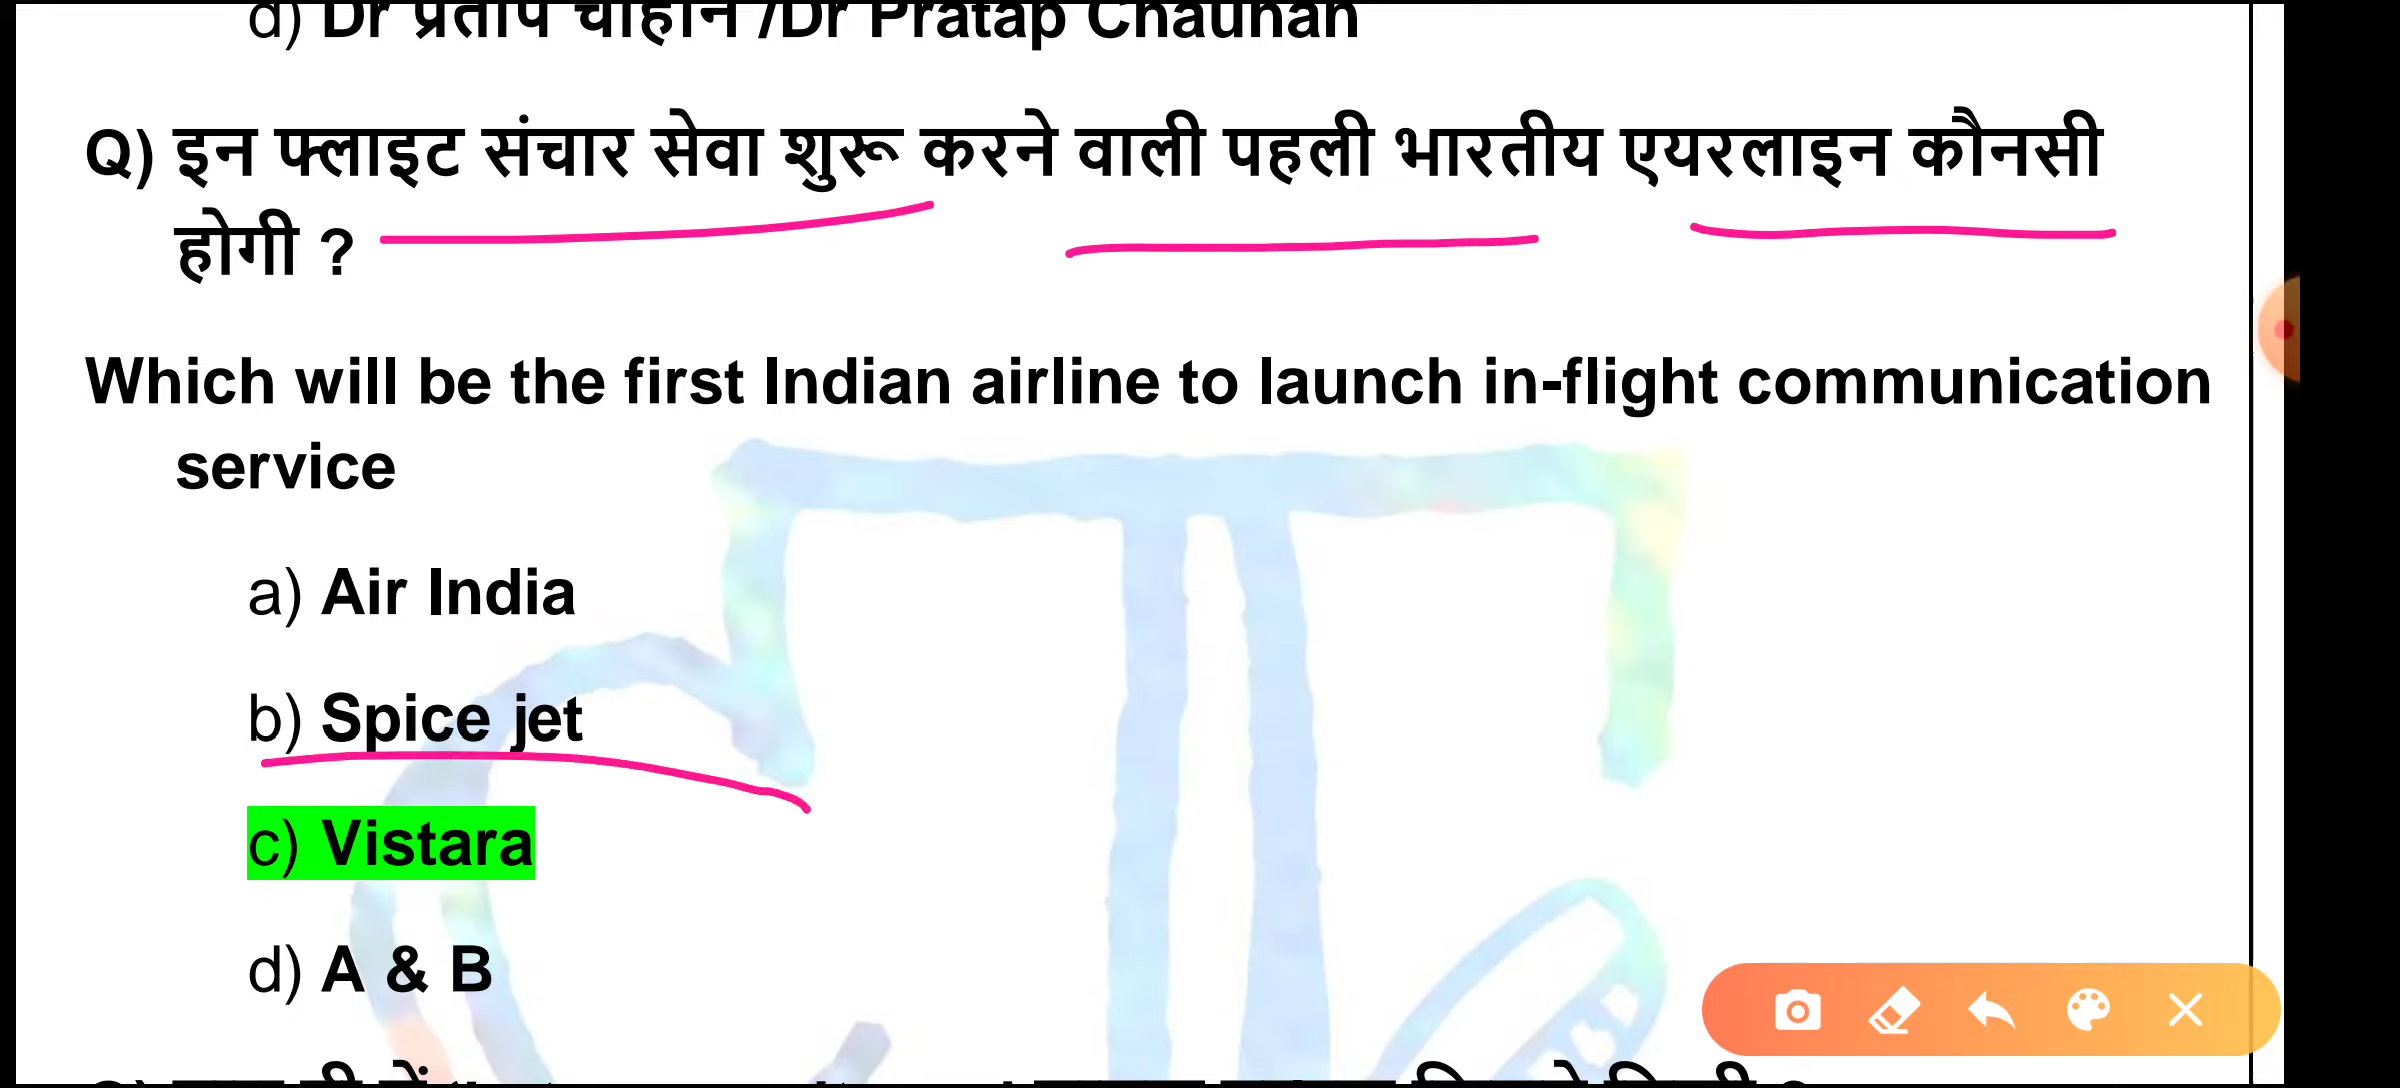 d) Dr प्रताप चौहान /Dr Pratap Chauhan
Q) इन फ्लाइट संचार सेवा शुरू करने वाली पहली भारतीय एयरलाइन कौनसी
होगी ?
Which will be the first Indian airline to launch in-flight communication
service
a) Air India
b) Spice jet
c) Vistara
d) A & B